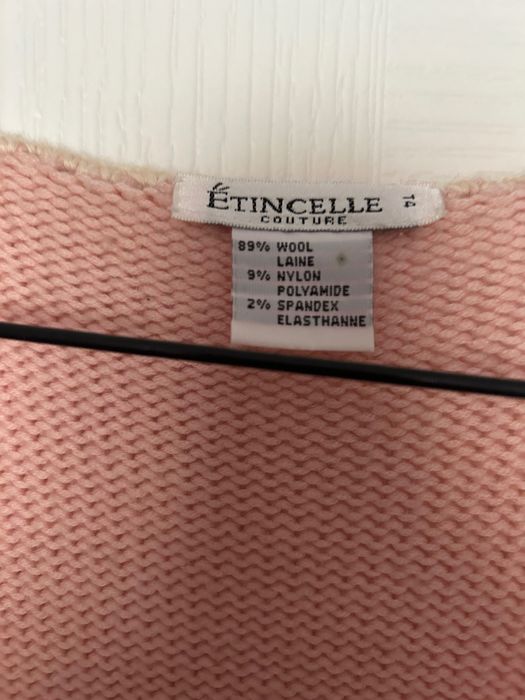 ÉTINCELLE 14
COUTURE
89% WOOL
LAINE
9% NYLON
POLYAMIDE
2% SPANDEX
ELASTHANNE